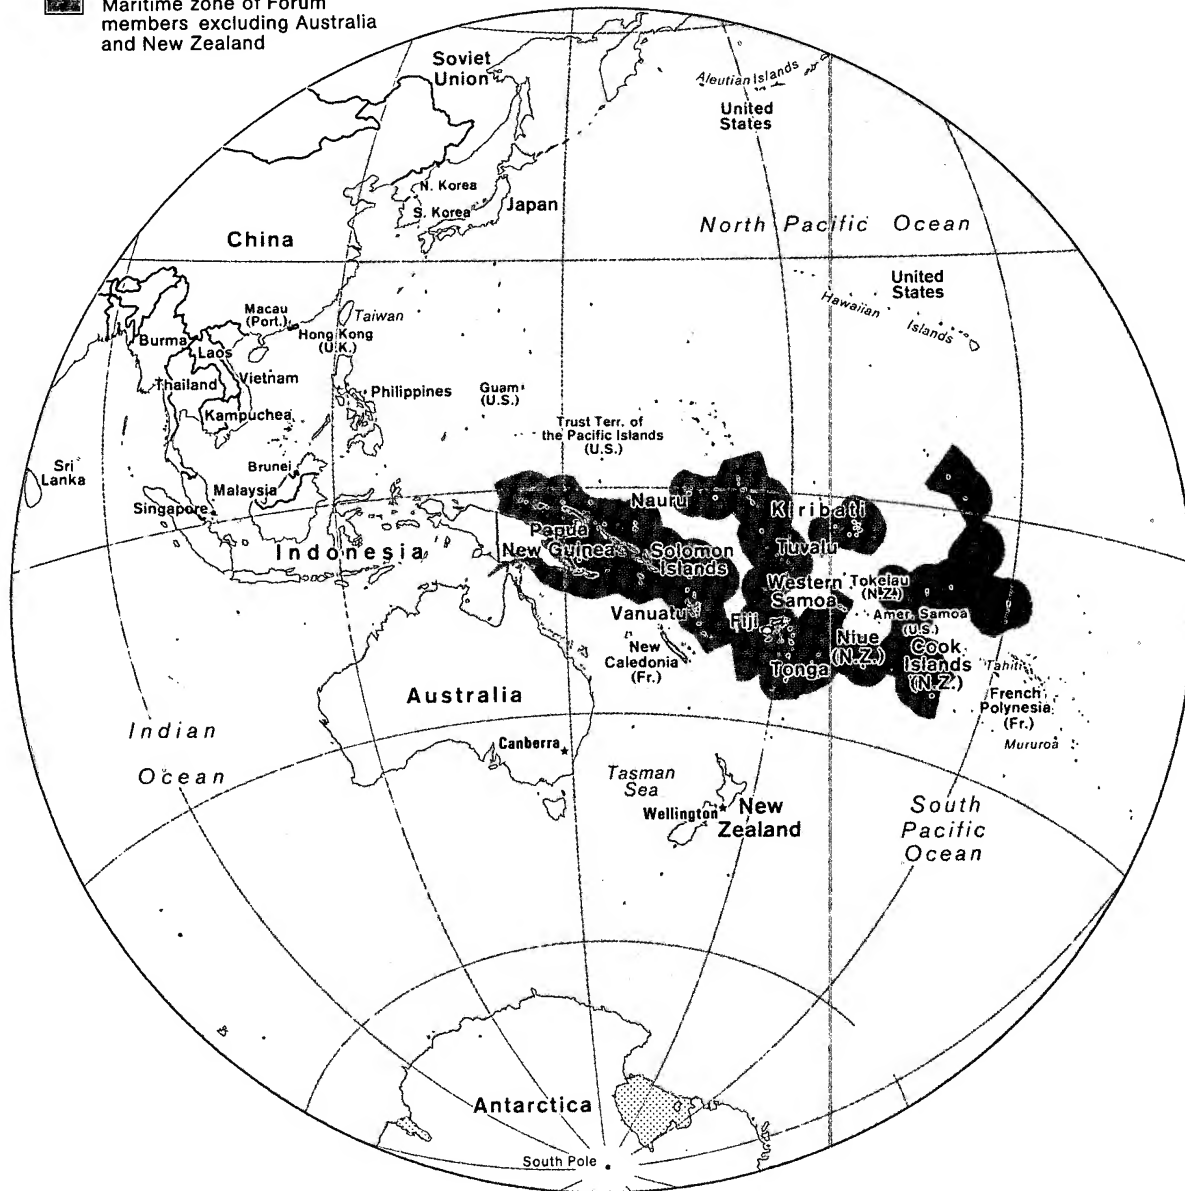 Maritime zone of Forum
members excluding Australia
and New Zealand
Soviet
Union
Aleutian Islands
United
States
N. Korea
S. Korea
Japan
North Pacific Ocean
China
United
States
Hawaiian Islands
Macau
(Port.)
Taiwan
Hong Kong
(U.K.)
Burma
Laos
Thailand
Vietnam
Philippines
Guam
(U.S.)
Kampuchea
Trust Terr. of
the Pacific Islands
(U.S.)
Sri
Lanka
Brunei
Malaysia
Singapore
Nauru
Kiribati
Papua
New Guinea
Indonesia
Solomon
Islands
Tuvalu
Western
Samoa
Tokelau
(N.Z.)
Vanuatu
Fiji
Amer. Samoa
(U.S.)
New
Caledonia
(Fr.)
Niue
(N.Z.)
Cook
Islands
(N.Z.)
Tonga
Tahiti
French
Polynesia
(Fr.)
Mururoa
Australia
Indian
Ocean
Canberra
Tasman
Sea
Wellington
New
Zealand
South
Pacific
Ocean
Antarctica
South Pole